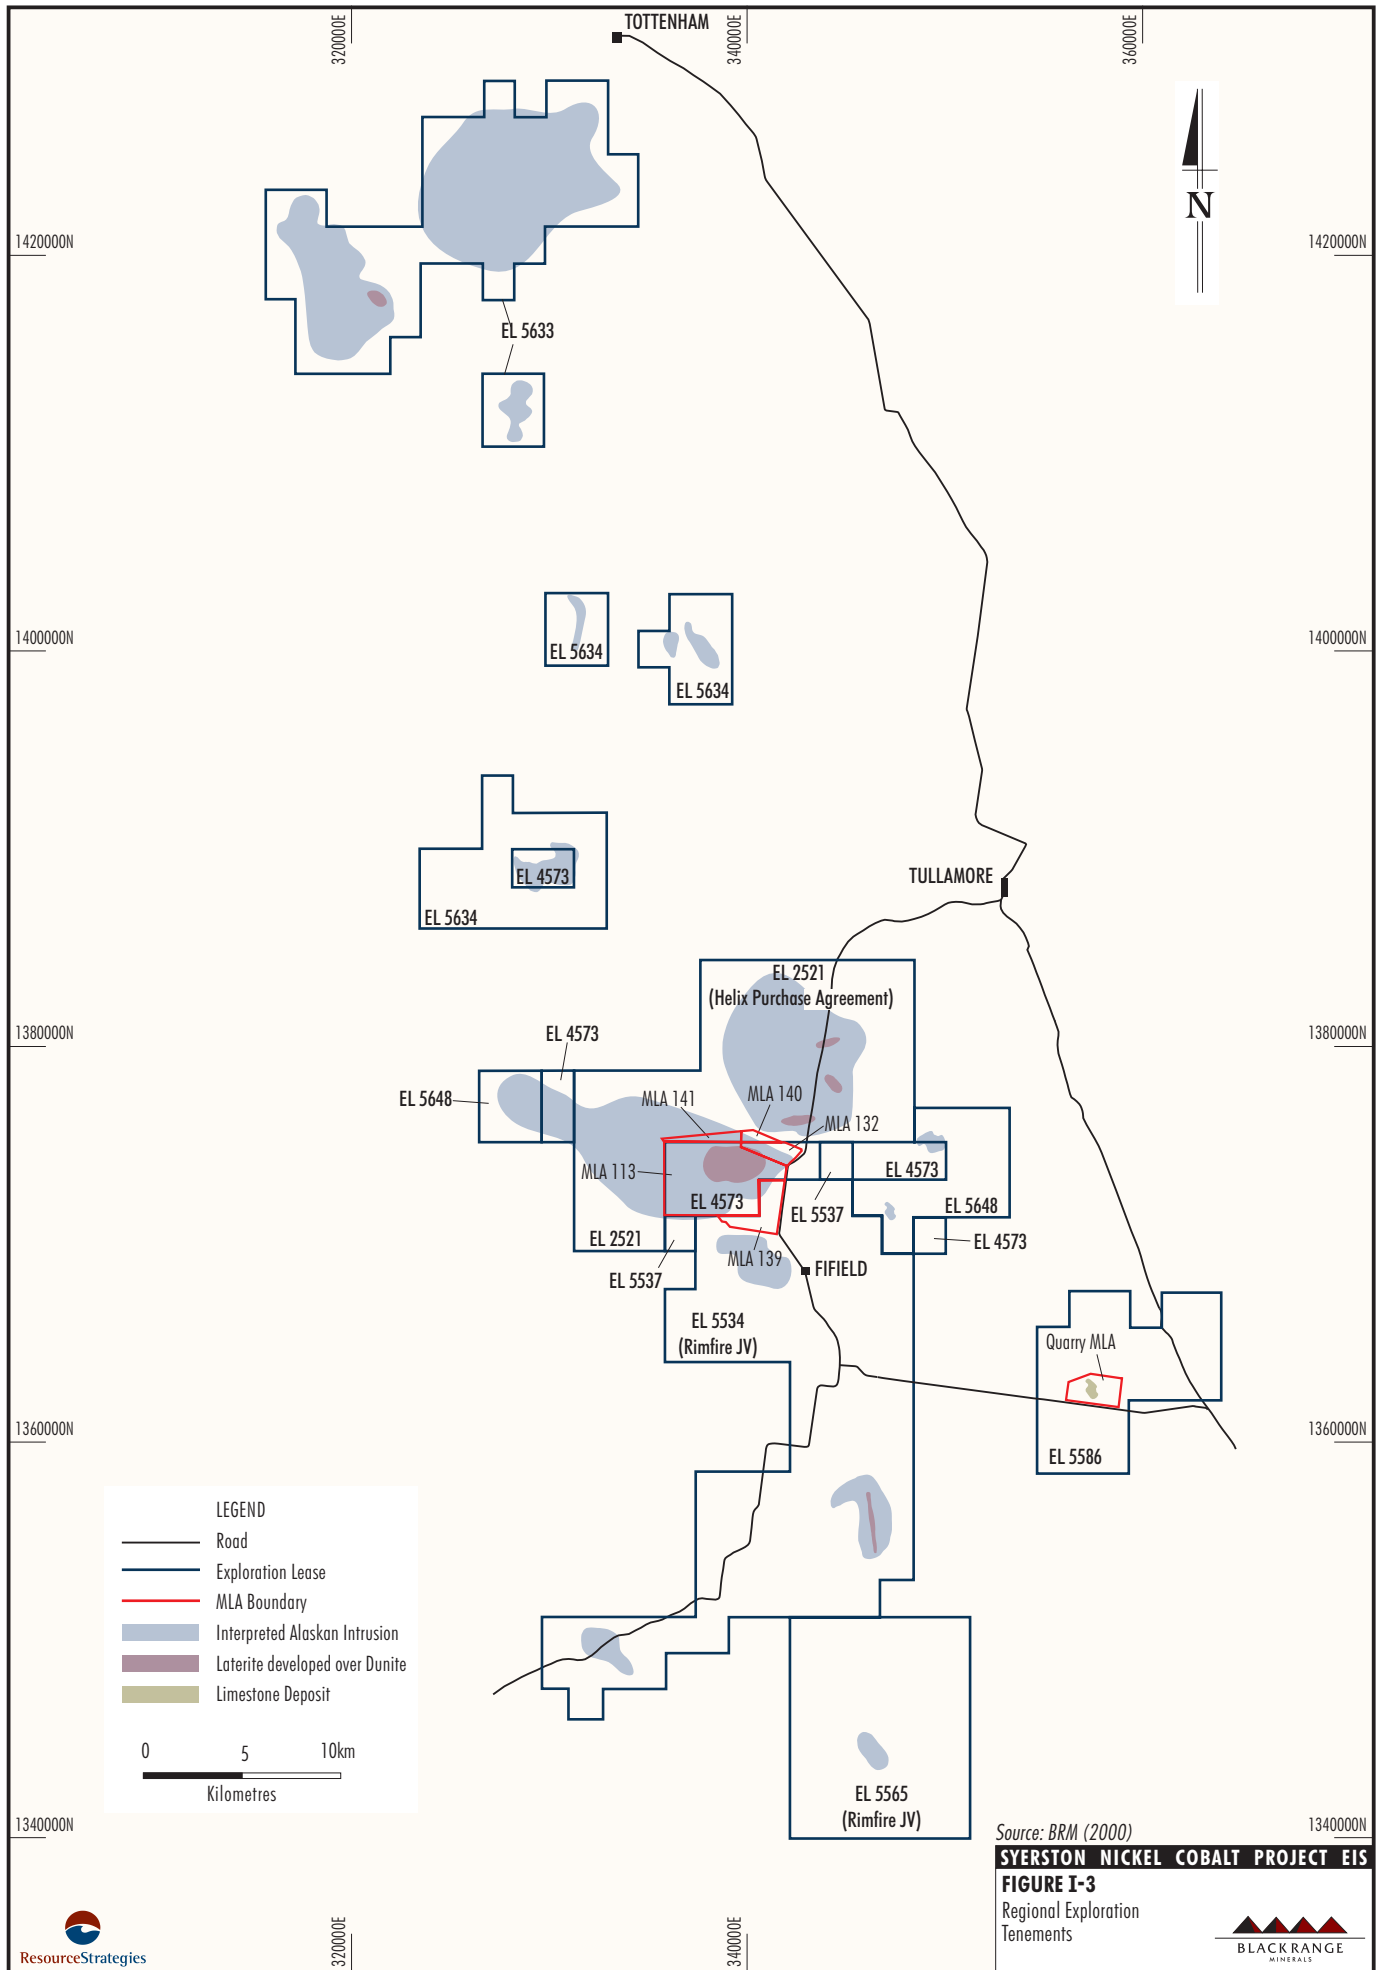 TOTTENHAM
320000E
340000E
360000E
N
1420000N
1420000N
EL 5633
1400000N
1400000N
EL 5634
EL 5634
TULLAMORE
EL 4573
EL 5634
EL 2521
(Helix Purchase Agreement)
1380000N
1380000N
EL 4573
EL 5648
MLA 141
MLA 140
MLA 132
MLA 113
EL 4573
EL 4573
EL 5537
EL 5648
EL 2521
MLA 139
EL 4573
EL 5537
FIFIELD
EL 5534
(Rimfire JV)
Quarry MLA
1360000N
1360000N
EL 5586
LEGEND
Road
Exploration Lease
MLA Boundary
Interpreted Alaskan Intrusion
Laterite developed over Dunite
Limestone Deposit
0 5 10km
Kilometres
EL 5565
(Rimfire JV)
1340000N
1340000N
Source: BRM (2000)
SYERSTON NICKEL COBALT PROJECT EIS
FIGURE I-3
Regional Exploration
Tenements
320000E
340000E
ResourceStrategies
BLACK RANGE
MINERALS